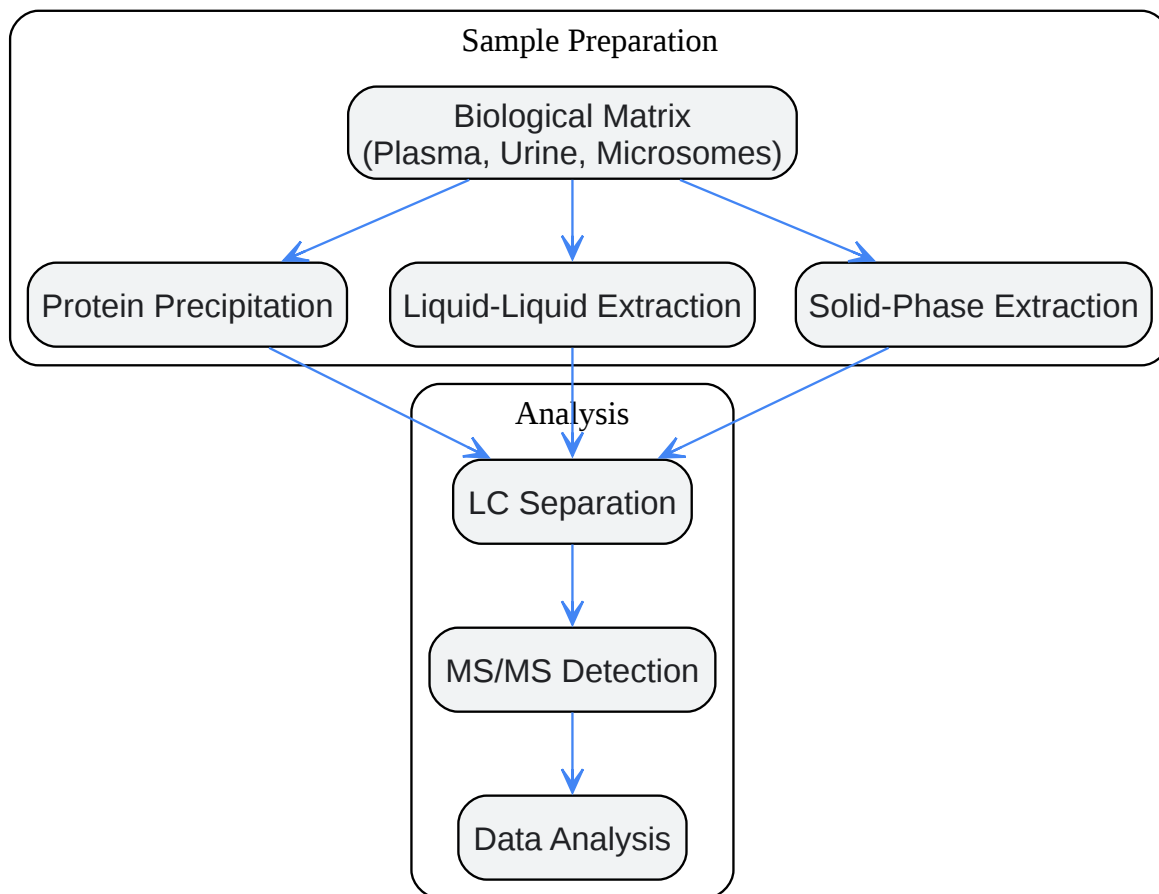 Sample Preparation
Biological Matrix
(Plasma, Urine, Microsomes)
Protein Precipitation
Liquid-Liquid Extraction
Solid-Phase Extraction
Analysis
LC Separation
MS/MS Detection
Data Analysis